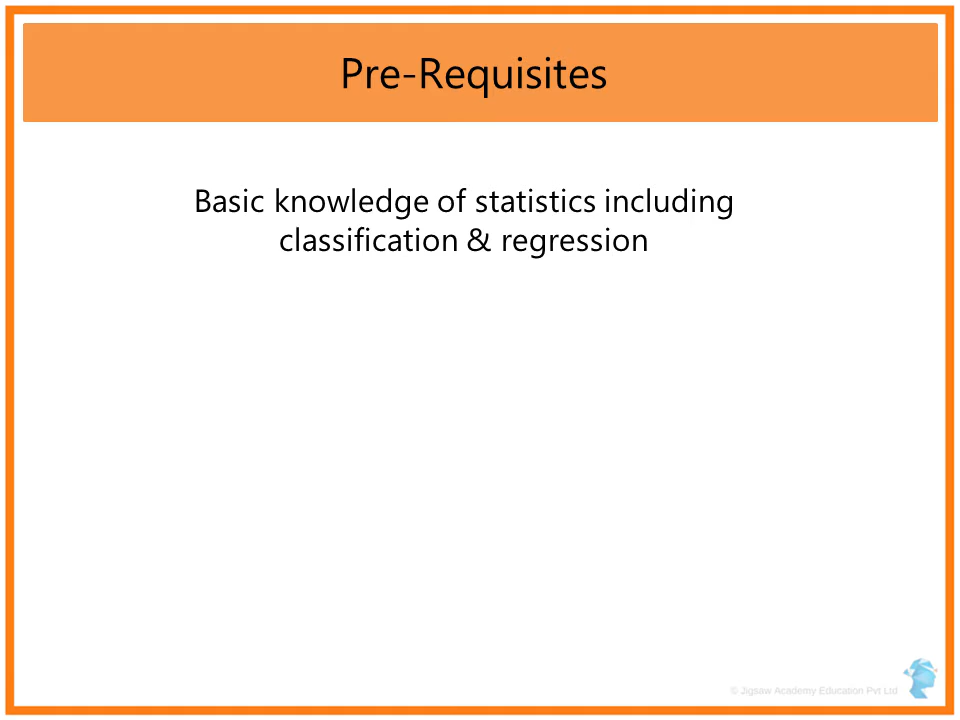 Pre-Requisites
Basic knowledge of statistics including
classification & regression
© Jigsaw Academy Education Pvt Ltd